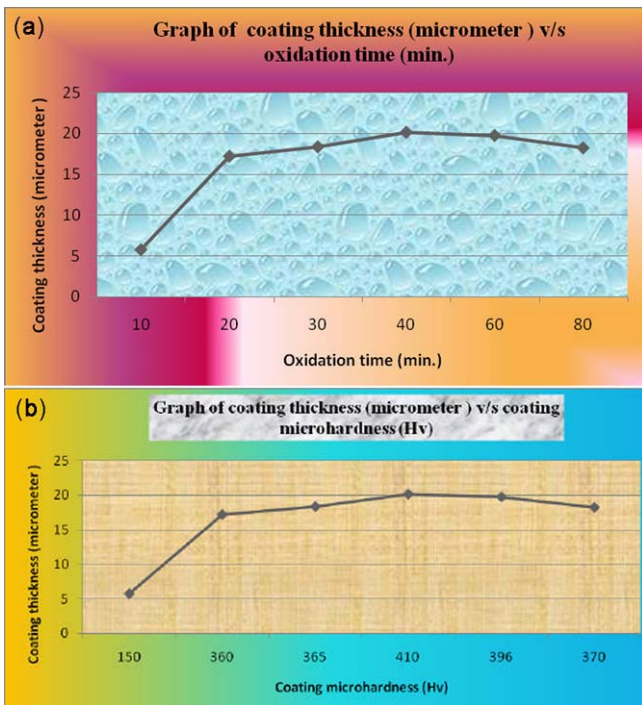 (a)
Graph of coating thickness (micrometer ) v/s
oxidation time (min.)
Coating thickness (micrometer )
25
20
15
10
5
0
10 20 30 40 60 80
Oxidation time (min.)
(b)
Graph of coating thickness (micrometer ) v/s coating
microhardness (Hv)
Coating thickness (micrometer )
25
20
15
10
5
0
150 360 365 410 396 370
Coating microhardness (Hv)